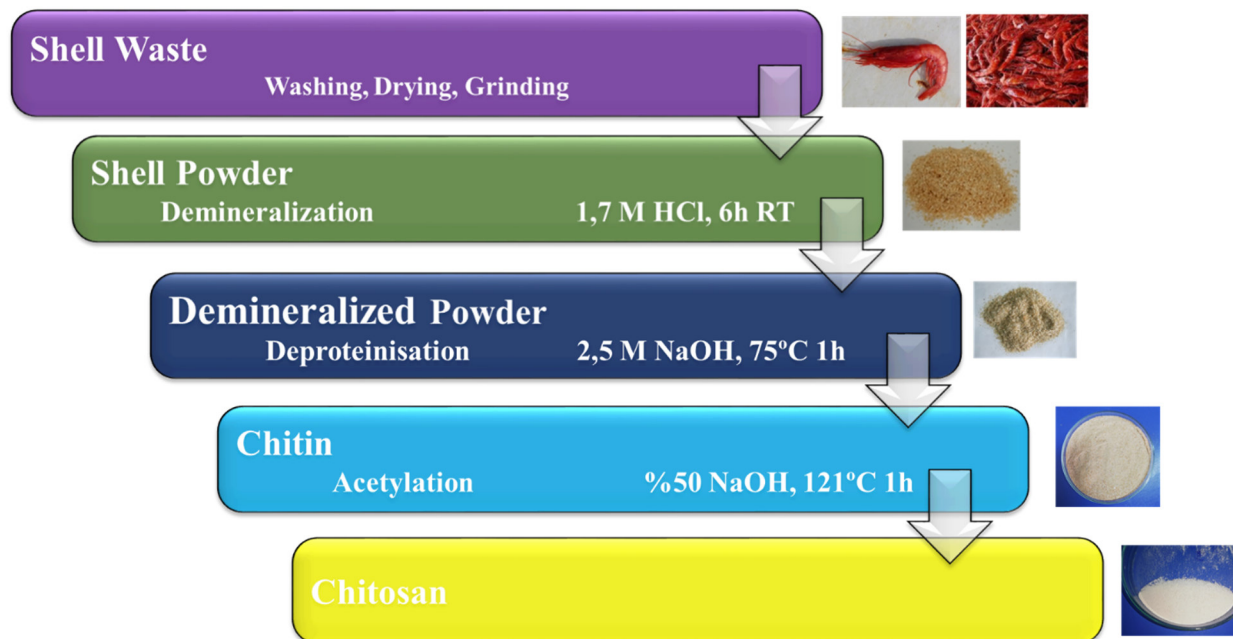 Shell Waste
Washing, Drying, Grinding
Shell Powder
Demineralization 1,7 M HCl, 6h RT
Demineralized Powder
Deproteinisation 2,5 M NaOH, 75ºC 1h
Chitin
Acetylation %50 NaOH, 121ºC 1h
Chitosan